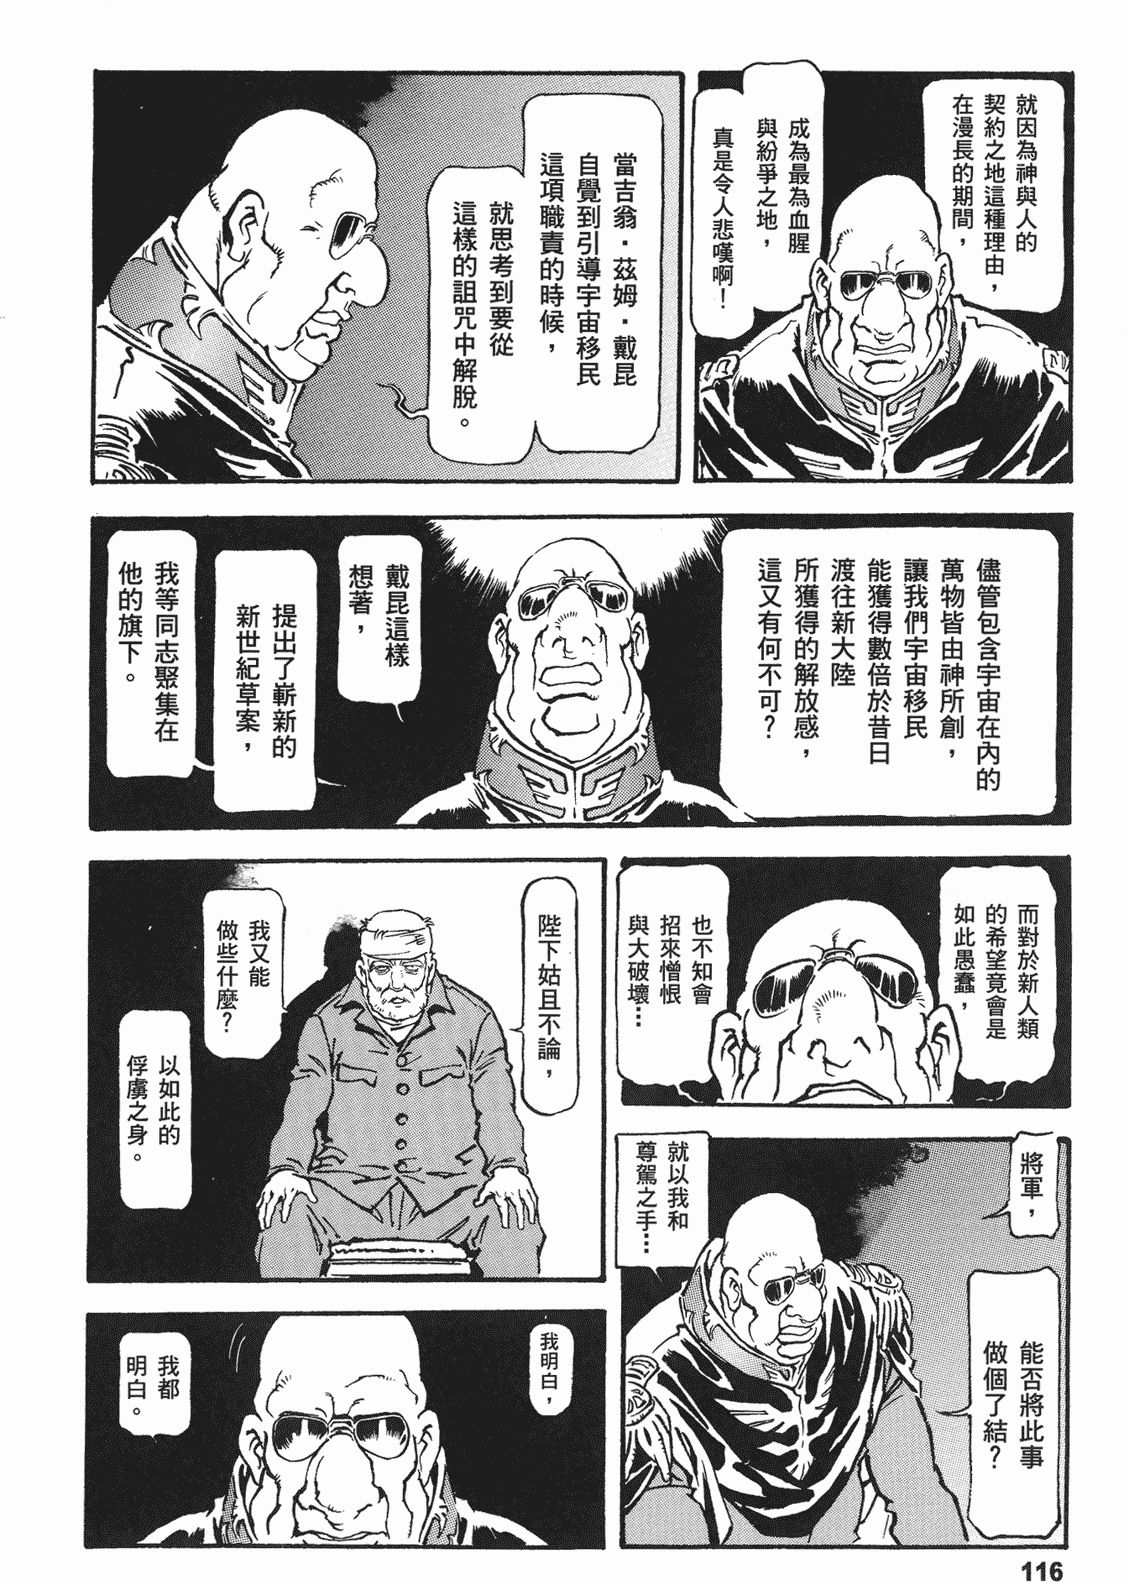 就因為神與人的
契約之地這種理由，
在漫長的期間，
成為最為血腥
與紛爭之地，
真是令人悲嘆啊！
當吉翁·茲姆·戴昆
自覺到引導宇宙移民
這項職責的時候，
就思考到要從
這樣的詛咒中解脫。
儘管包含宇宙在內的
萬物皆由神所創，
讓我們宇宙移民
能獲得數倍於昔日
渡往新大陸
所獲得的解放感，
這又有何不可？
戴昆這樣
想著，
提出了嶄新的
新世紀草案，
我等同志聚集在
他的旗下。
而對於新人類
的希望竟會是
如此愚蠢，
也不知會
招來憎恨
與大破壞…
陛下姑且不論，
我又能
做些什麼？
以如此的
俘虜之身。
將軍，
能否將此事
做個了結？
就以我和
尊駕之手…
我明白，
我都
明白。
116